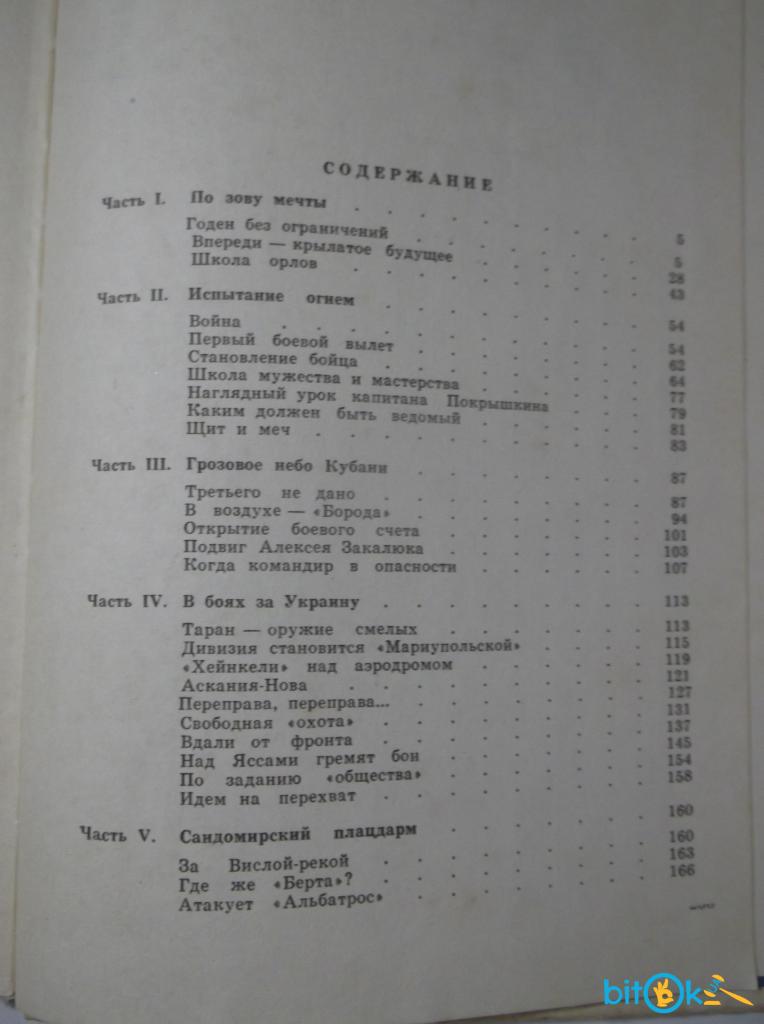 СОДЕРЖАНИЕ
Часть I. По зову мечты . . . . . . . . . 5
Годен без ограничений . . . . . . . 5
Впереди — крылатое будущее . . . . . 28
Школа орлов . . . . . . . . . 43
Часть II. Испытание огнем . . . . . . . . 54
Война . . . . . . . . . . . 54
Первый боевой вылет . . . . . . . 62
Становление бойца . . . . . . . . 64
Школа мужества и мастерства . . . . . 77
Наглядный урок капитана Покрышкина . . 79
Каким должен быть ведомый . . . . . 81
Щит и меч . . . . . . . . . . 83
Часть III. Грозовое небо Кубани . . . . . . . 87
Третьего не дано . . . . . . . . 87
В воздухе — «Борода» . . . . . . . 94
Открытие боевого счета . . . . . . 101
Подвиг Алексея Закалюка . . . . . . 103
Когда командир в опасности . . . . . 107
Часть IV. В боях за Украину . . . . . . . . 113
Таран — оружие смелых . . . . . . 113
Дивизия становится «Мариупольской» . . . 115
«Хейнкели» над аэродромом . . . . . 119
Аскания-Нова . . . . . . . . . 121
Переправа, переправа... . . . . . . . 127
Свободная «охота» . . . . . . . . 131
Вдали от фронта . . . . . . . . 137
Над Яссами гремят бои . . . . . . 145
По заданию «общества» . . . . . . 154
Идем на перехват . . . . . . . . 158
Часть V. Сандомирский плацдарм . . . . . . 160
За Вислой-рекой . . . . . . . . 160
Где же «Берта»? . . . . . . . . 163
Атакует «Альбатрос» . . . . . . . 166
bitOk